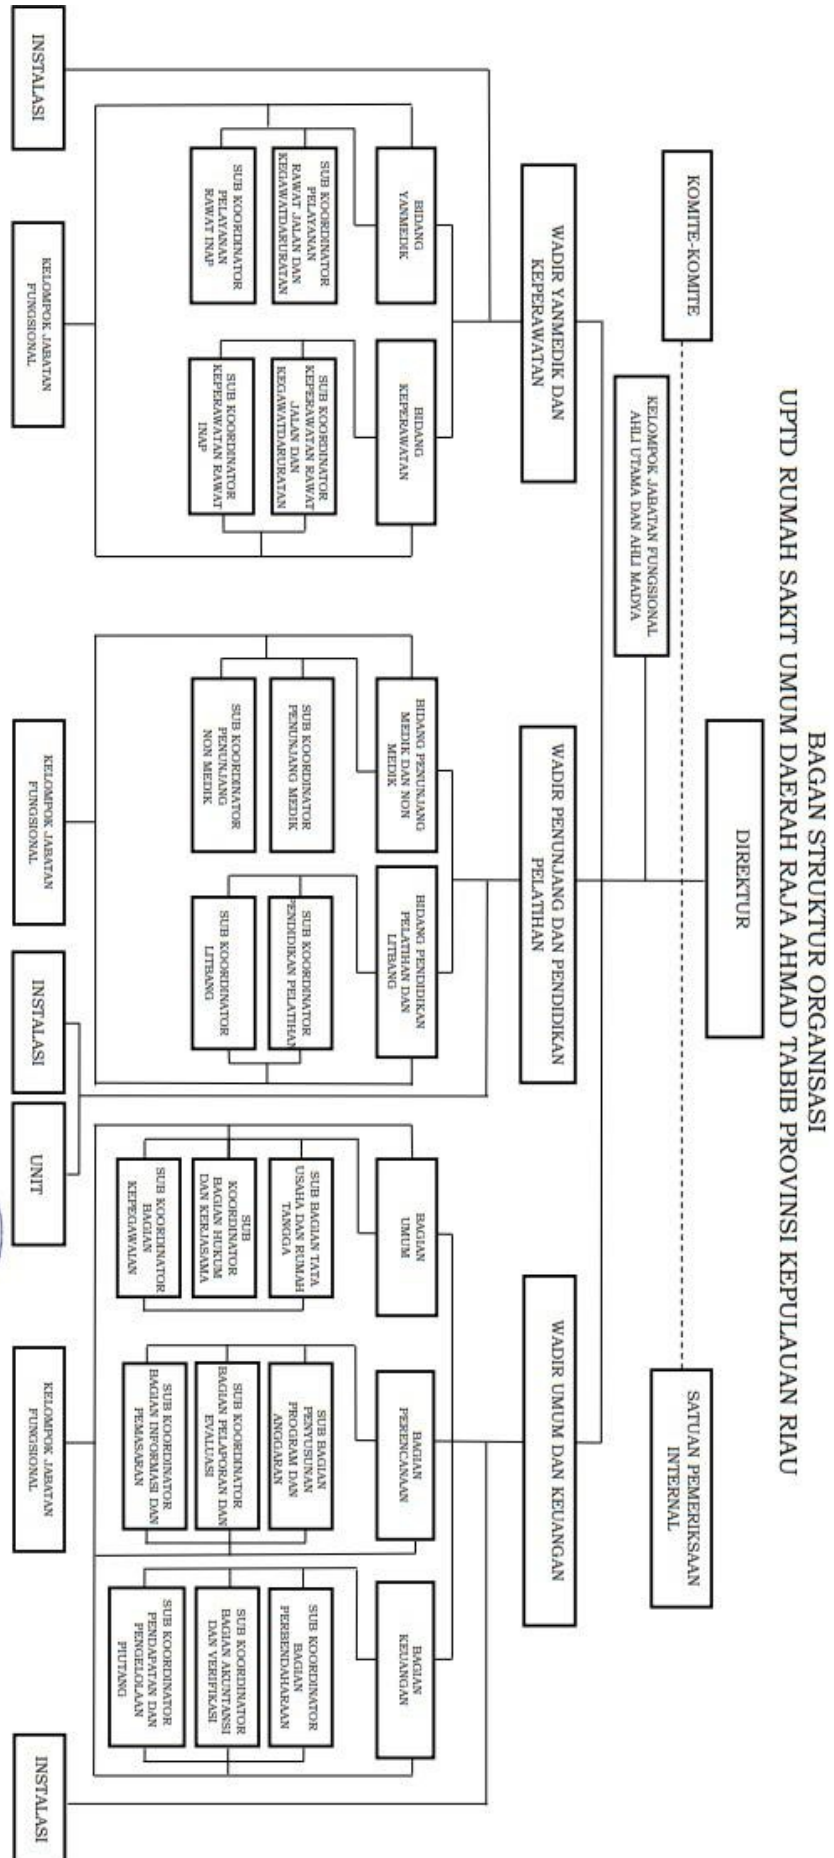 BAGAN STRUKTUR ORGANISASI
UPTD RUMAH SAKIT UMUM DAERAH RAJA AHMAD TABIB PROVINSI KEPULAUAN RIAU
DIREKTUR
KOMITE-KOMITE
SATUAN PEMERIKSAAN
INTERNAL
KELOMPOK JABATAN FUNGSIONAL
AHLI UTAMA DAN AHLI MADYA
WADIR YANMEDIK DAN
KEPERAWATAN
WADIR PENUNJANG DAN PENDIDIKAN
PELATIHAN
WADIR UMUM DAN KEUANGAN
BIDANG
YANMEDIK
BIDANG
KEPERAWATAN
BIDANG PENUNJANG
MEDIK DAN NON
MEDIK
BIDANG PENDIDIKAN
PELATIHAN DAN
LITBANG
BAGIAN
UMUM
BAGIAN
PERENCANAAN
BAGIAN
KEUANGAN
SUB KOORDINATOR
PELAYANAN
RAWAT JALAN DAN
KEGAWATDARURATAN
SUB KOORDINATOR
KEPERAWATAN RAWAT
JALAN DAN
KEGAWATDARURATAN
SUB KOORDINATOR
PENUNJANG MEDIK
SUB KOORDINATOR
PENDIDIKAN PELATIHAN
SUB BAGIAN TATA
USAHA DAN RUMAH
TANGGA
SUB BAGIAN
PENYUSUNAN
PROGRAM DAN
ANGGARAN
SUB KOORDINATOR
BAGIAN
PERBENDAHARAAN
SUB KOORDINATOR
PELAYANAN
RAWAT INAP
SUB KOORDINATOR
KEPERAWATAN RAWAT
INAP
SUB KOORDINATOR
PENUNJANG
NON MEDIK
SUB KOORDINATOR
LITBANG
SUB
KOORDINATOR
BAGIAN HUKUM
DAN KERJASAMA
SUB KOORDINATOR
BAGIAN PELAPORAN DAN
EVALUASI
SUB KOORDINATOR
BAGIAN AKUNTANSI
DAN VERIFIKASI
SUB KOORDINATOR
BAGIAN
KEPEGAWAIAN
SUB KOORDINATOR
BAGIAN INFORMASI DAN
PEMASARAN
SUB KOORDINATOR
PENDAPATAN DAN
PENGELOLAAN
PIUTANG
INSTALASI
KELOMPOK JABATAN
FUNGSIONAL
KELOMPOK JABATAN
FUNGSIONAL
INSTALASI
UNIT
KELOMPOK JABATAN
FUNGSIONAL
INSTALASI